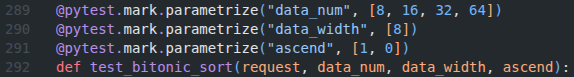 289 @pytest.mark.parametrize("data_num", [8, 16, 32, 64])
290 @pytest.mark.parametrize("data_width", [8])
291 @pytest.mark.parametrize("ascend", [1, 0])
292 def test_bitonic_sort(request, data_num, data_width, ascend):